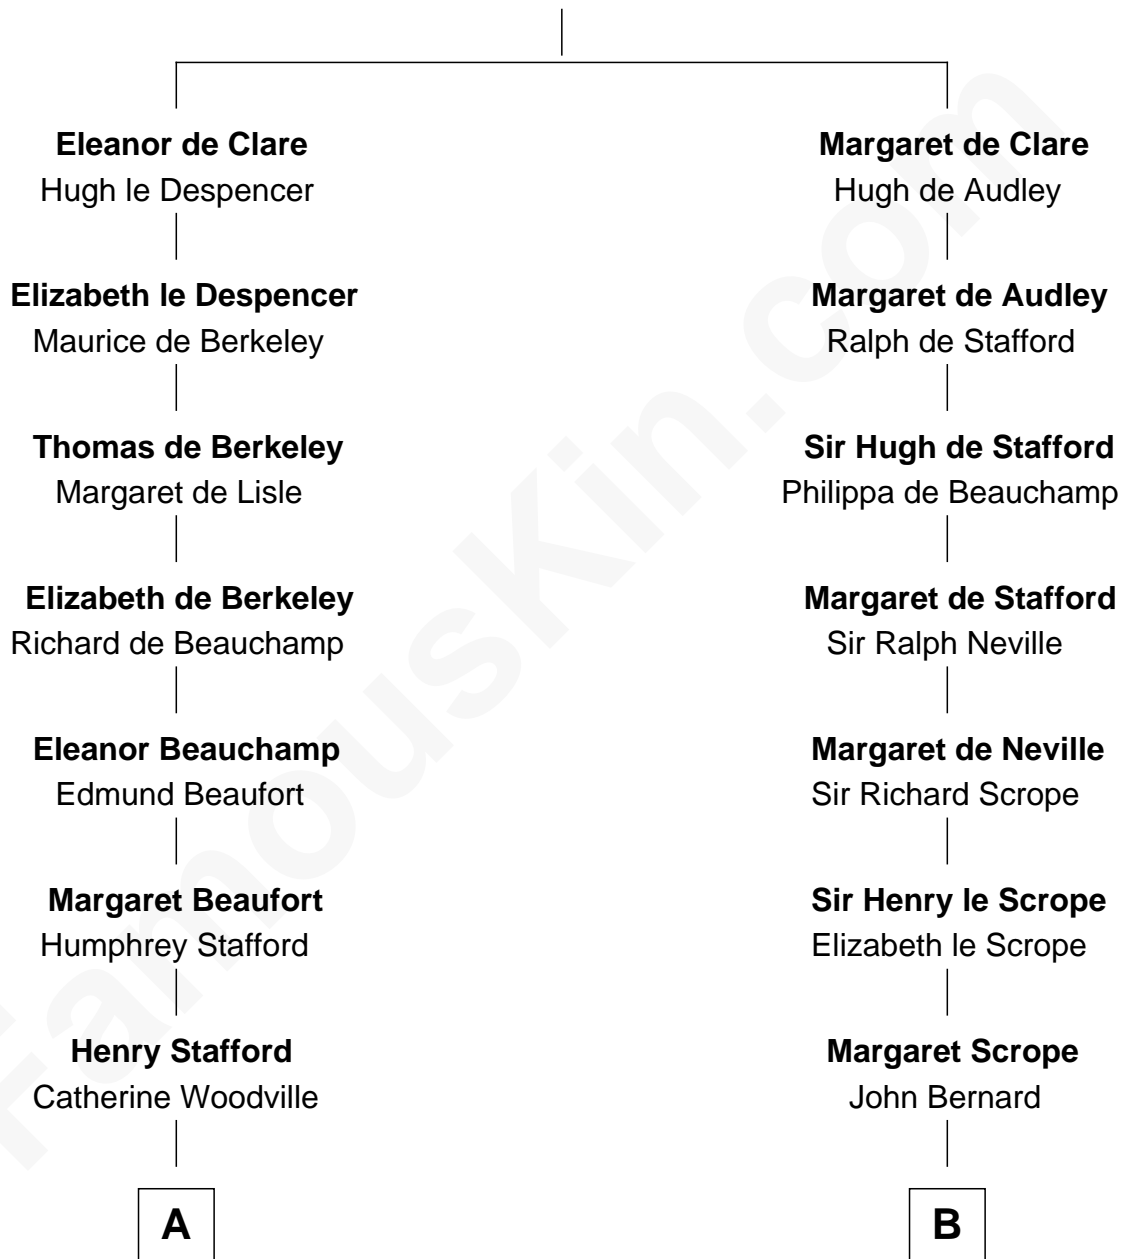 Eleanor de Clare
Hugh le Despencer
Elizabeth le Despencer
Maurice de Berkeley
Thomas de Berkeley
Margaret de Lisle
Elizabeth de Berkeley
Richard de Beauchamp
Eleanor Beauchamp
Edmund Beaufort
Margaret Beaufort
Humphrey Stafford
Henry Stafford
Catherine Woodville
A
Margaret de Clare
Hugh de Audley
Margaret de Audley
Ralph de Stafford
Sir Hugh de Stafford
Philippa de Beauchamp
Margaret de Stafford
Sir Ralph Neville
Margaret de Neville
Sir Richard Scrope
Sir Henry le Scrope
Elizabeth le Scrope
Margaret Scrope
John Bernard
B
FamousKin.com